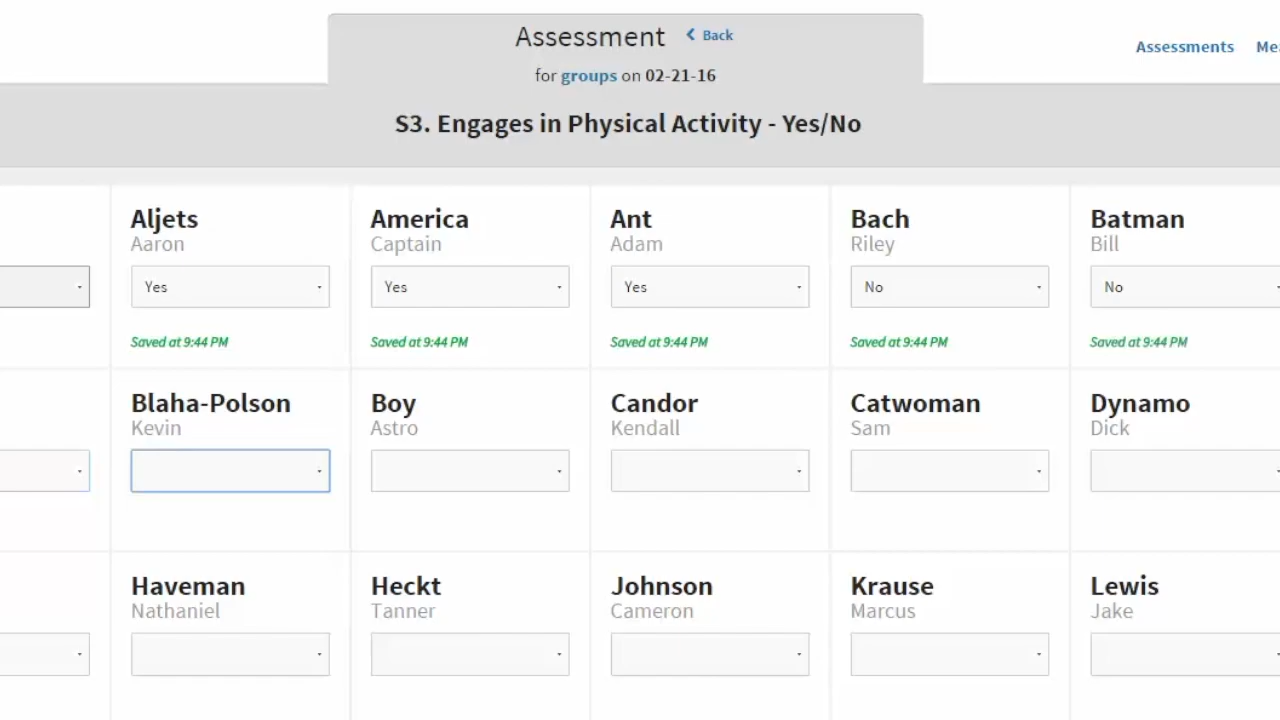 Assessment Back
for groups on 02-21-16
Assessments
S3. Engages in Physical Activity - Yes/No
Aljets America Ant Bach Batman
Aaron Captain Adam Riley Bill
Yes Yes Yes No No
Saved at 9:44 PM Saved at 9:44 PM Saved at 9:44 PM Saved at 9:44 PM Saved at 9:44 PM
Blaha-Polson Boy Candor Catwoman Dynamo
Kevin Astro Kendall Sam Dick
Haveman Heckt Johnson Krause Lewis
Nathaniel Tanner Cameron Marcus Jake